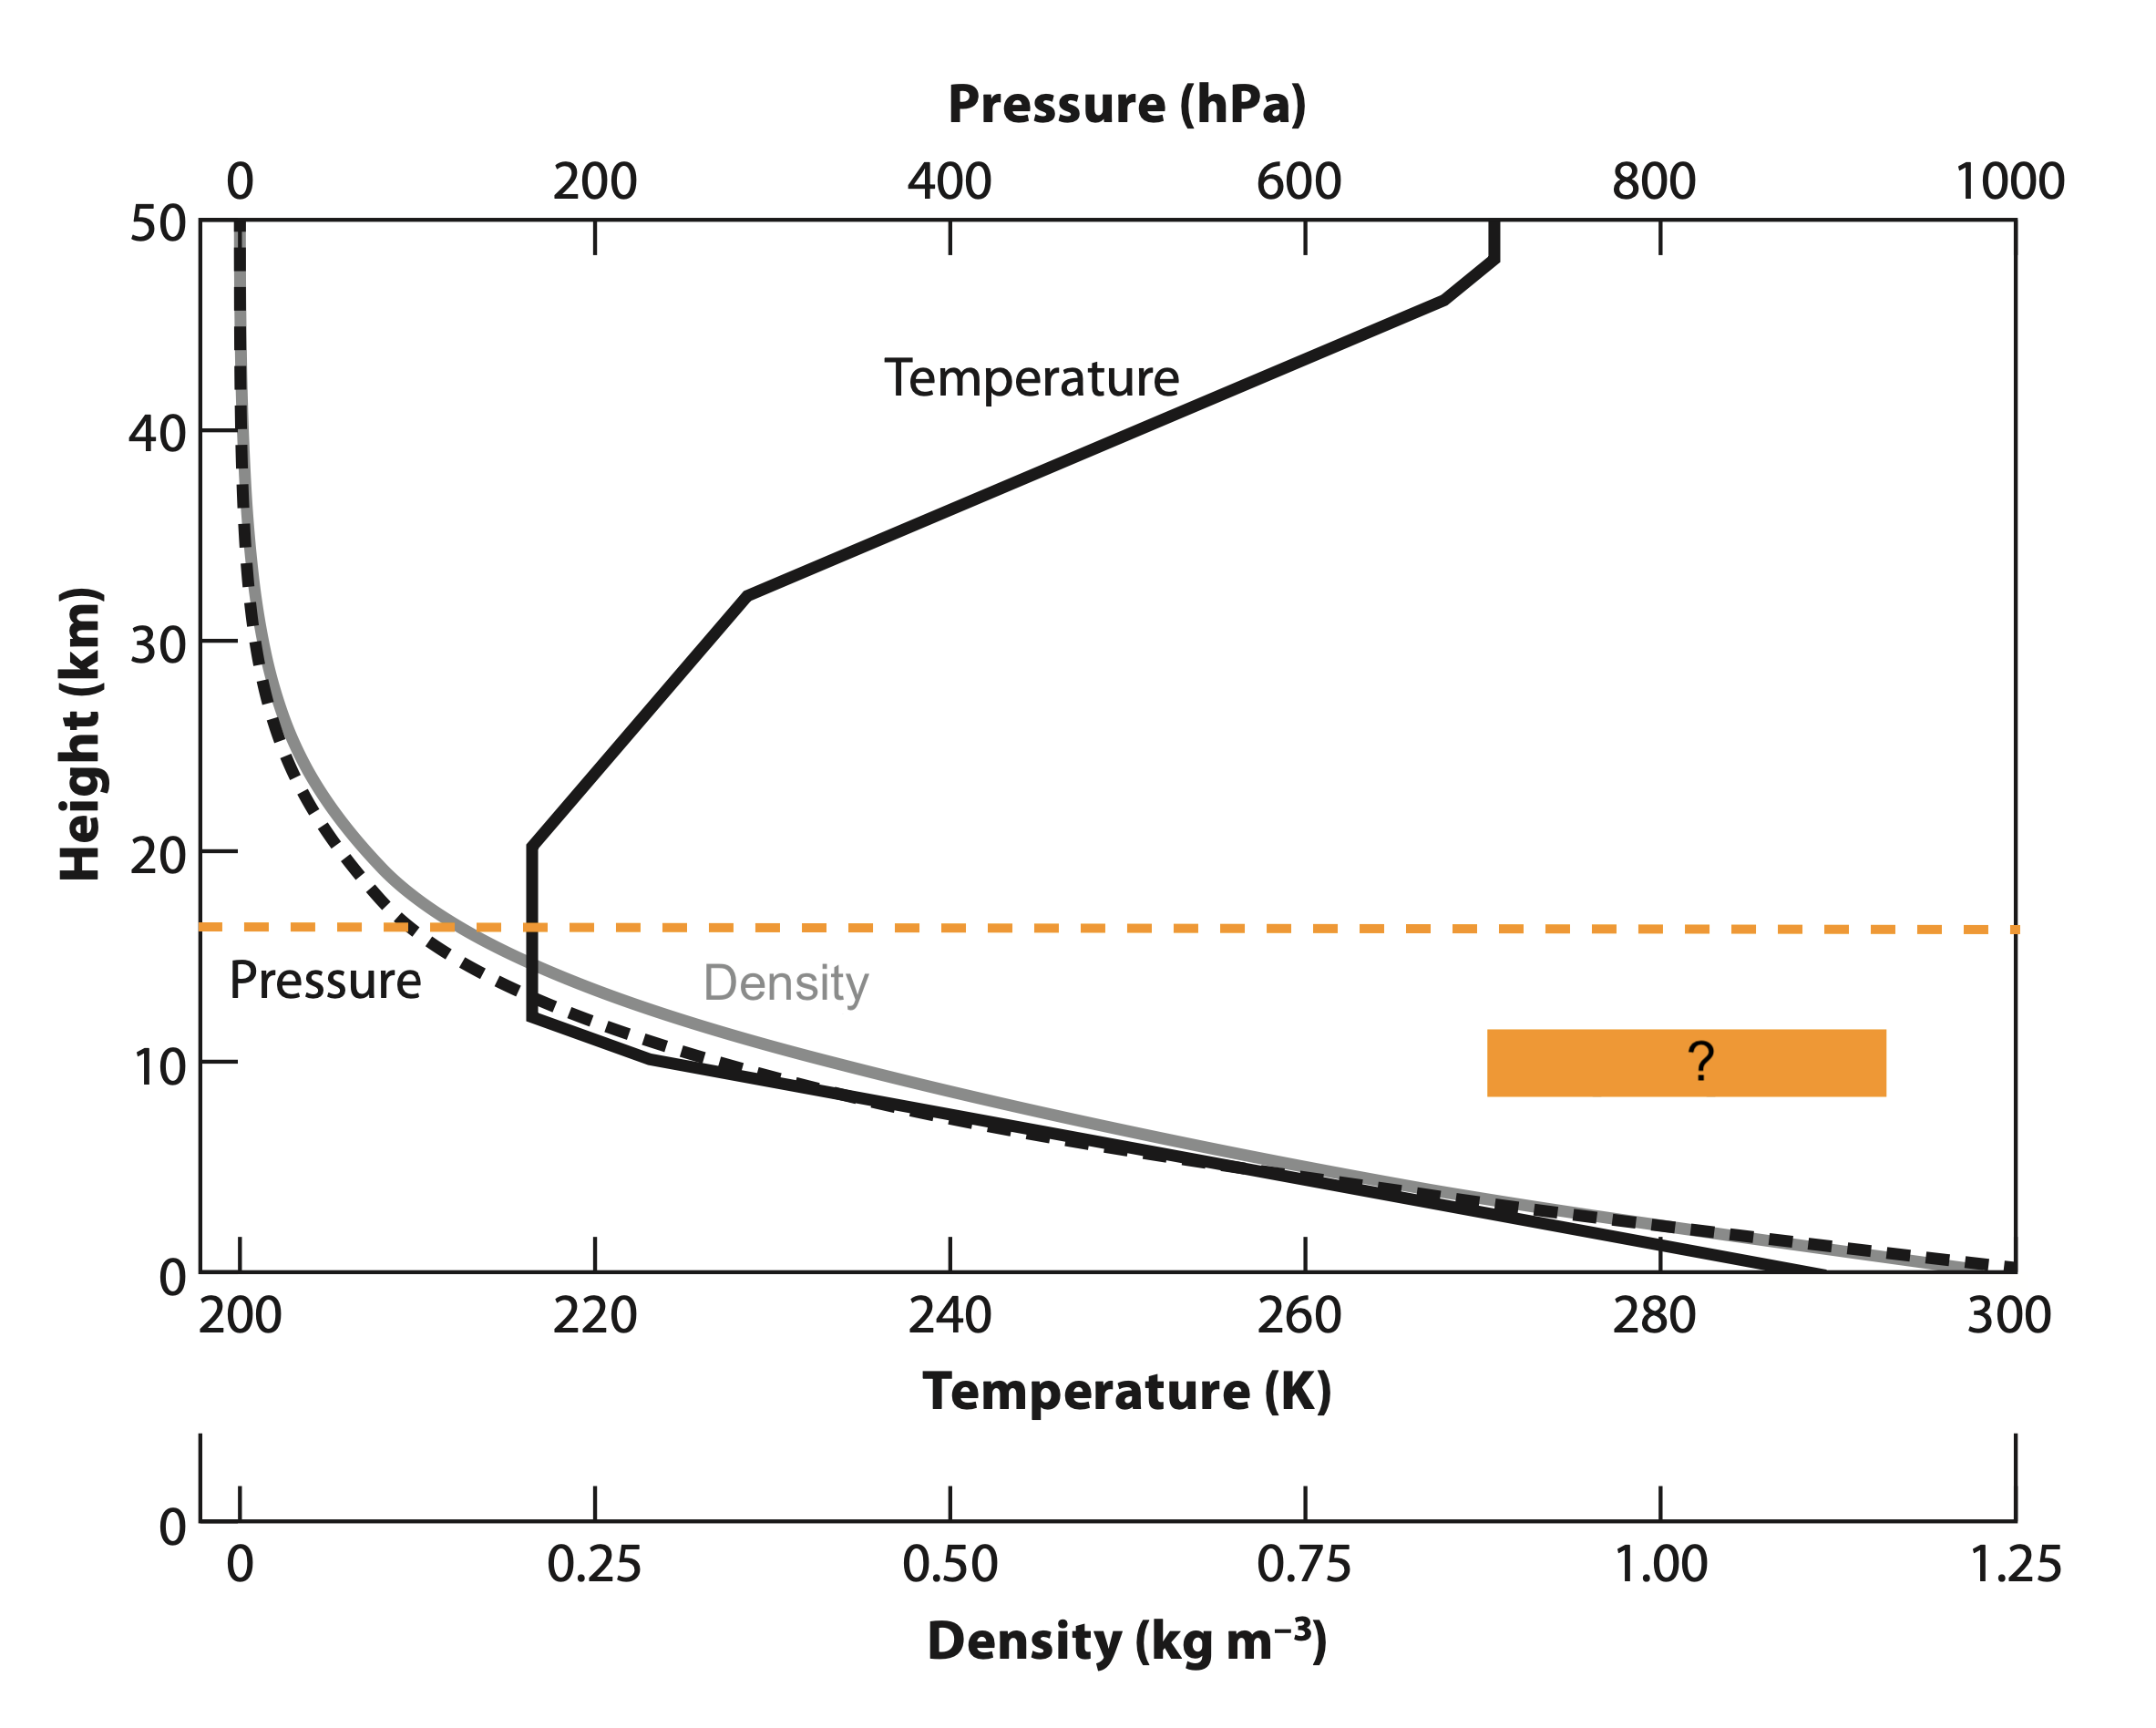 Pressure (hPa)
0 200 400 600 800 1000
50
40
30
20
10
0
Height (km)
Temperature
Pressure
Density
?
200 220 240 260 280 300
Temperature (K)
0
0 0.25 0.50 0.75 1.00 1.25
Density (kg m⁻³)